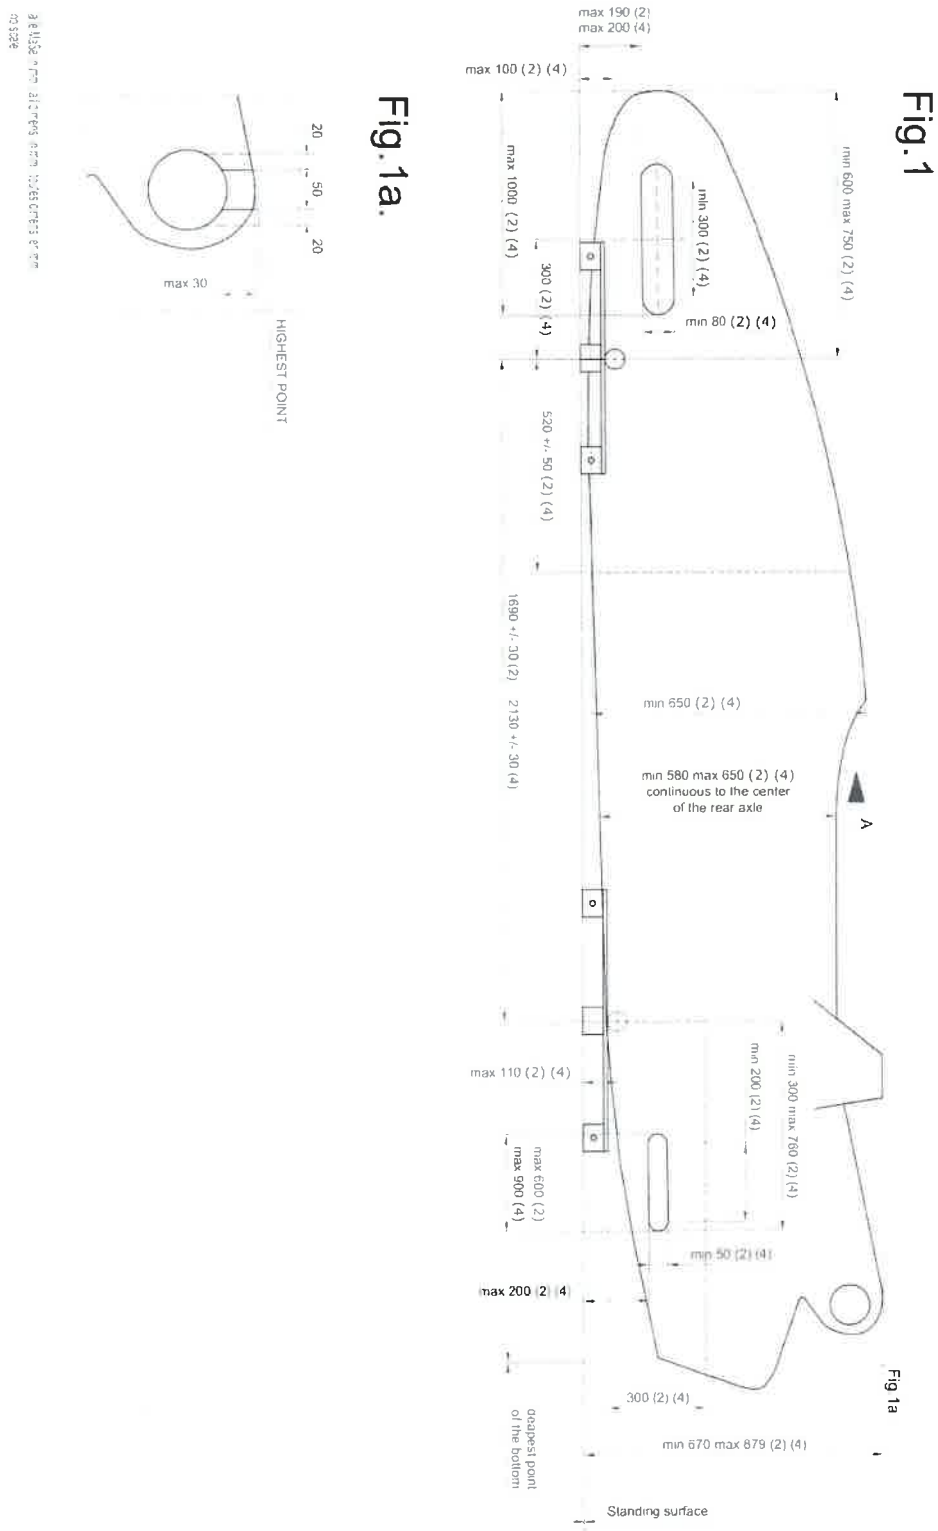 Fig.1
max 190 (2)
max 200 (4)
max 100 (2) (4)
min 600 max 750 (2) (4)
max 1000 (2) (4)
min 300 (2) (4)
300 (2) (4)
min 80 (2) (4)
520 +/- 50 (2) (4)
1690 +/- 30 (2) 2130 +/- 30 (4)
min 650 (2) (4)
min 580 max 650 (2) (4)
continuous to the center
of the rear axle
A
max 110 (2) (4)
min 200 (2) (4)
min 300 max 760 (2) (4)
max 600 (2)
max 900 (4)
min 50 (2) (4)
max 200 (2) (4)
Fig.1a
300 (2) (4)
min 670 max 879 (2) (4)
deapest point
of the bottom
Standing surface
Fig.1a.
20
50
20
max 30
HIGHEST POINT
no scale